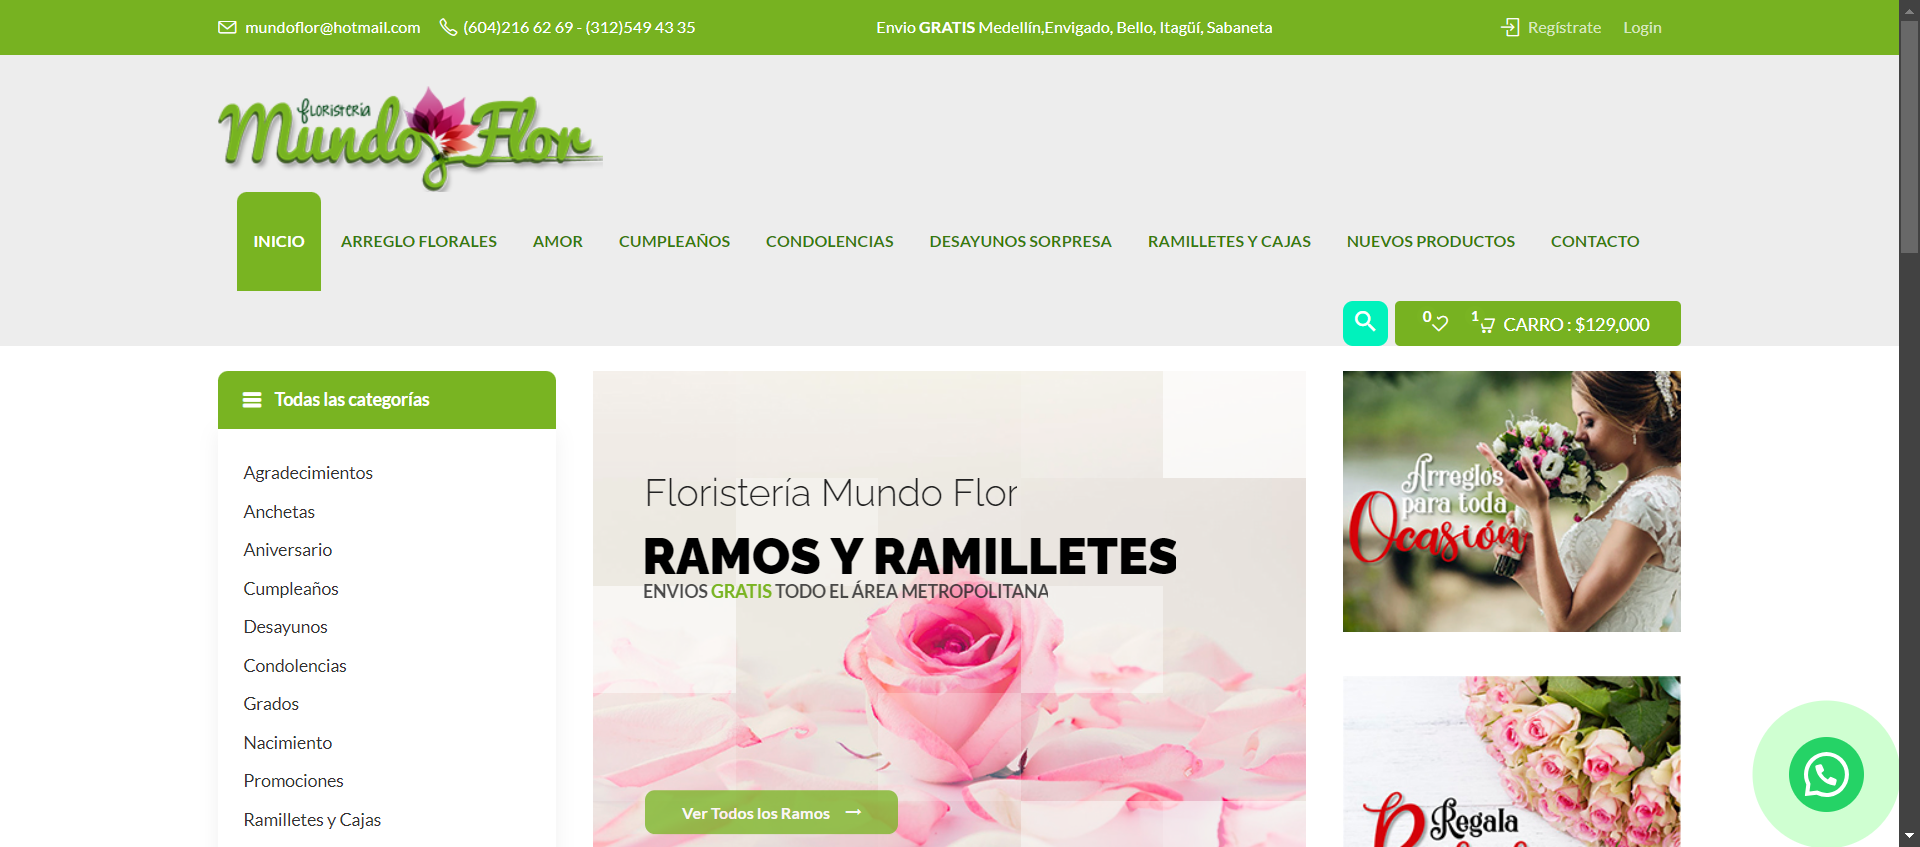 mundoflor@hotmail.com
(604)216 62 69 - (312)549 43 35
Envio GRATIS Medellín,Envigado, Bello, Itagüí, Sabaneta
Regístrate
Login
floristeria
Mundo Flor
INICIO
ARREGLO FLORALES
AMOR
CUMPLEAÑOS
CONDOLENCIAS
DESAYUNOS SORPRESA
RAMILLETES Y CAJAS
NUEVOS PRODUCTOS
CONTACTO
0
1
CARRO : $129,000
Todas las categorías
Agradecimientos
Anchetas
Aniversario
Cumpleaños
Desayunos
Condolencias
Grados
Nacimiento
Promociones
Ramilletes y Cajas
Floristería Mundo Flor
RAMOS Y RAMILLETES
ENVIOS GRATIS TODO EL ÁREA METROPOLITANA
Ver Todos los Ramos
Arreglos
para toda
Ocasión
Regala